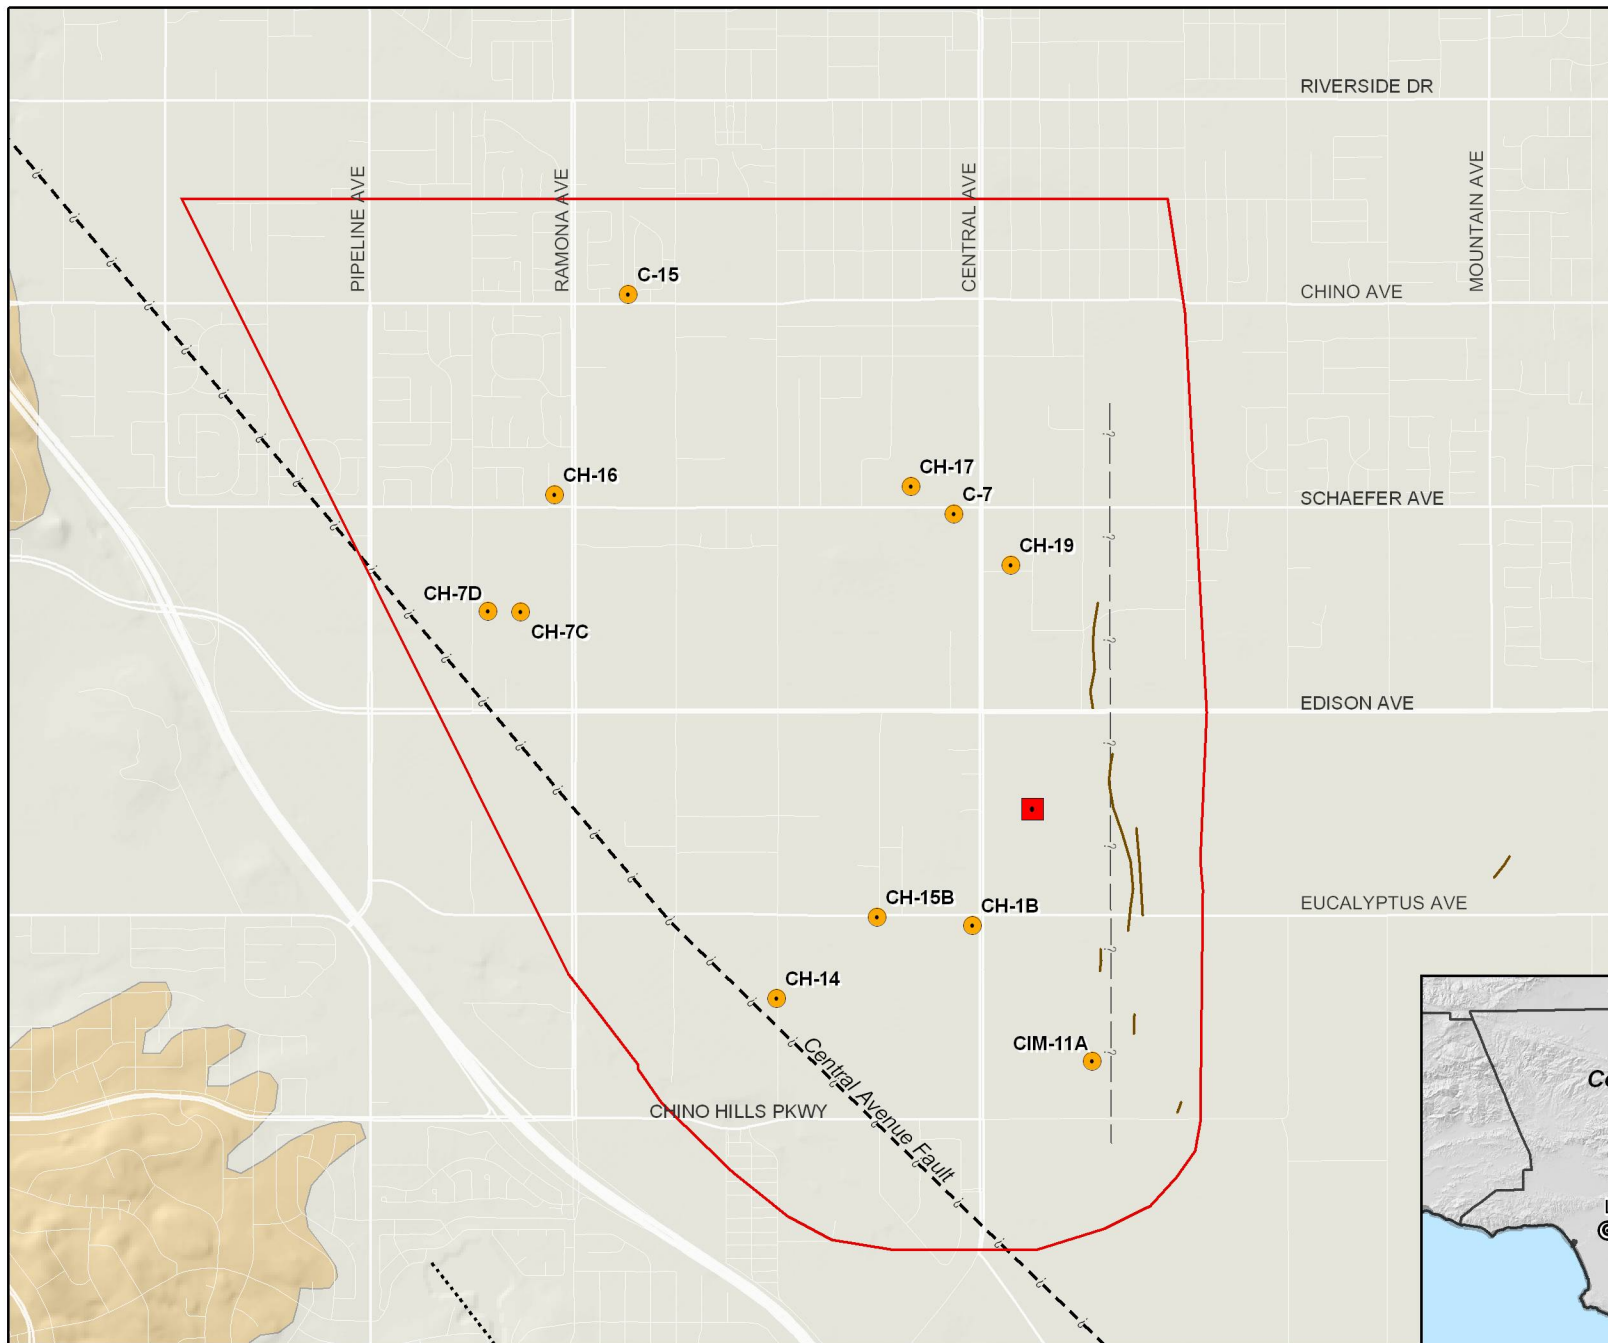 RIVERSIDE DR
PIPELINE AVE
RAMONA AVE
CENTRAL AVE
MOUNTAIN AVE
C-15
CHINO AVE
CH-16
CH-17
C-7
SCHAEFER AVE
CH-19
CH-7D
CH-7C
EDISON AVE
CH-15B
CH-1B
EUCALYPTUS AVE
CH-14
CIM-11A
Central Avenue Fault
CHINO HILLS PKWY